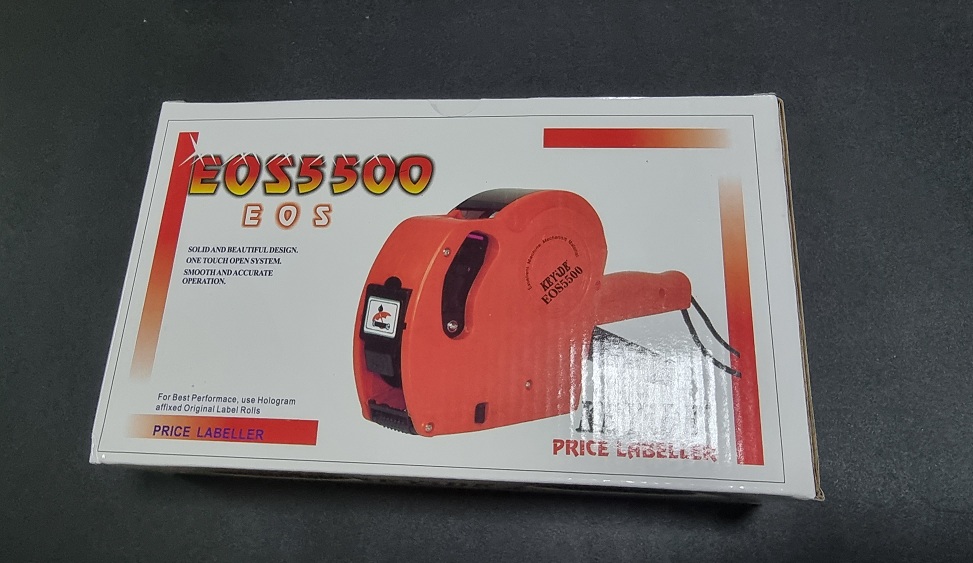 EOS5500
EOS
SOLID AND BEAUTIFUL DESIGN.
ONE TOUCH OPEN SYSTEM.
SMOOTH AND ACCURATE
OPERATION.
KEYIDE
EOS5500
For Best Performace, use Hologram
affixed Original Label Rolls
PRICE LABELLER
PRICE LABELLER